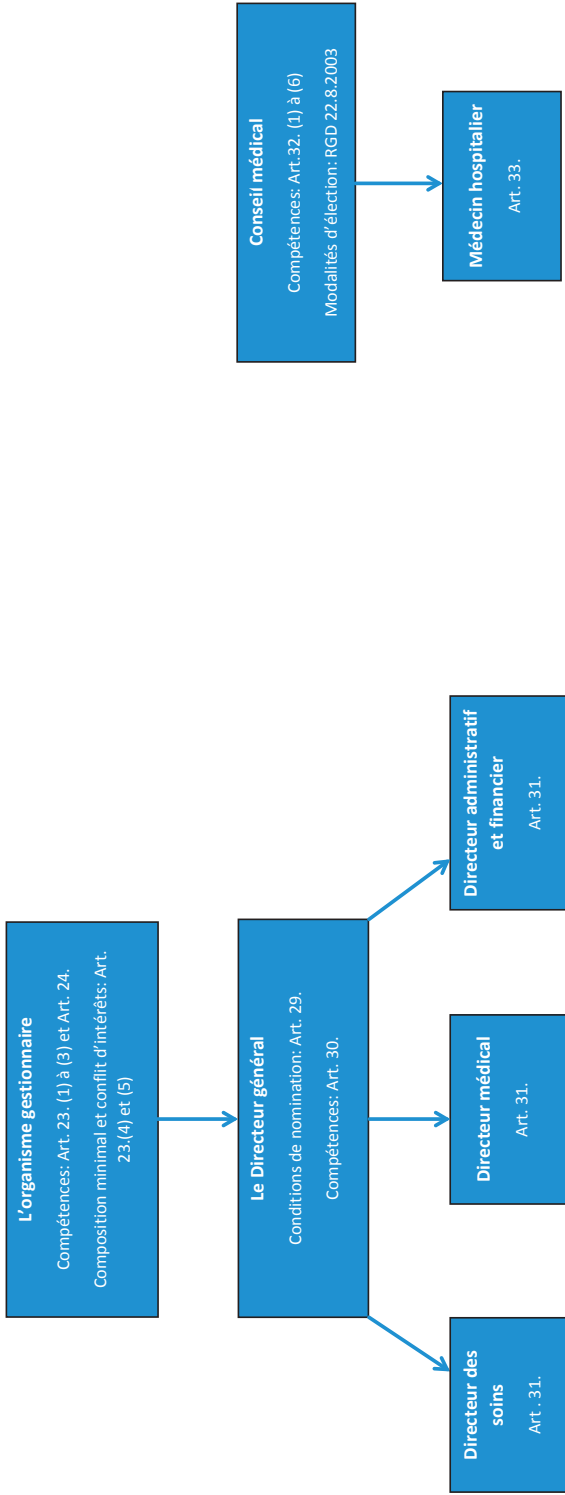 L'organisme gestionnaire
Compétences: Art. 23. (1) à (3) et Art. 24.
Composition minimal et conflit d'intérêts: Art.
23.(4) et (5)
Le Directeur général
Conditions de nomination: Art. 29.
Compétences: Art. 30.
Directeur des
soins
Art . 31.
Directeur médical
Art. 31.
Directeur administratif
et financier
Art. 31.
Conseil médical
Compétences: Art.32. (1) à (6)
Modalités d'élection: RGD 22.8.2003
Médecin hospitalier
Art. 33.